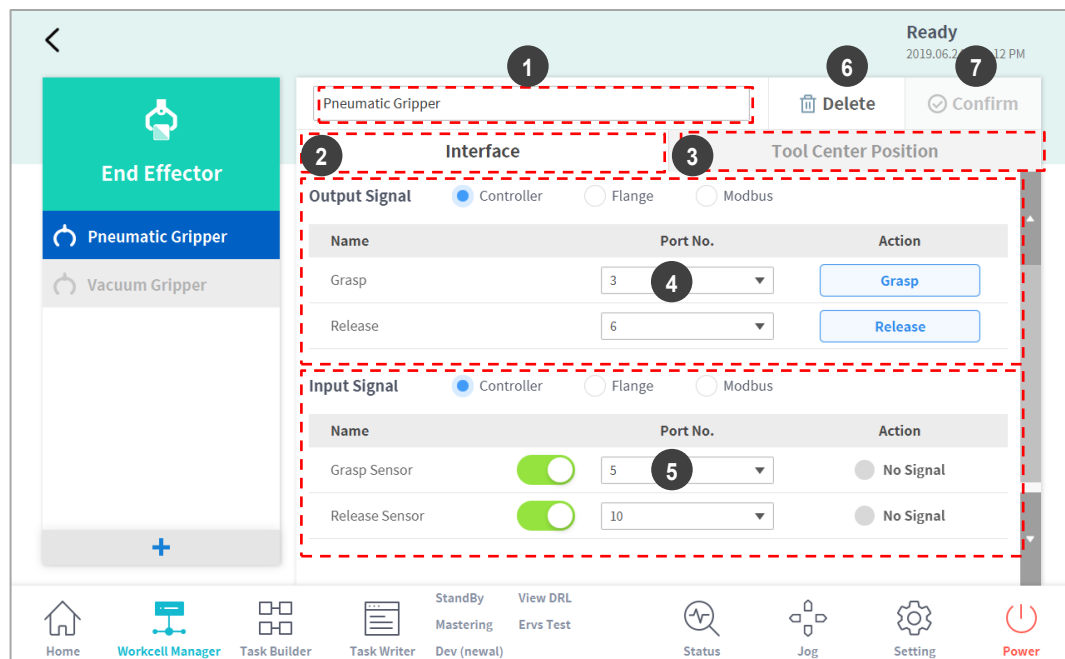 Ready
2019.06.2 12 PM
1
6
7
Pneumatic Gripper
Delete
Confirm
End Effector
2
Interface
3
Tool Center Position
Output Signal Controller Flange Modbus
Pneumatic Gripper
Name Port No. Action
Vacuum Gripper
Grasp 3 4 Grasp
Release 6 Release
Input Signal Controller Flange Modbus
Name Port No. Action
Grasp Sensor 5 5 No Signal
Release Sensor 10 No Signal
+
StandBy View DRL
Mastering Ervs Test
Dev (newal)
Home Workcell Manager Task Builder Task Writer Status Jog Setting Power